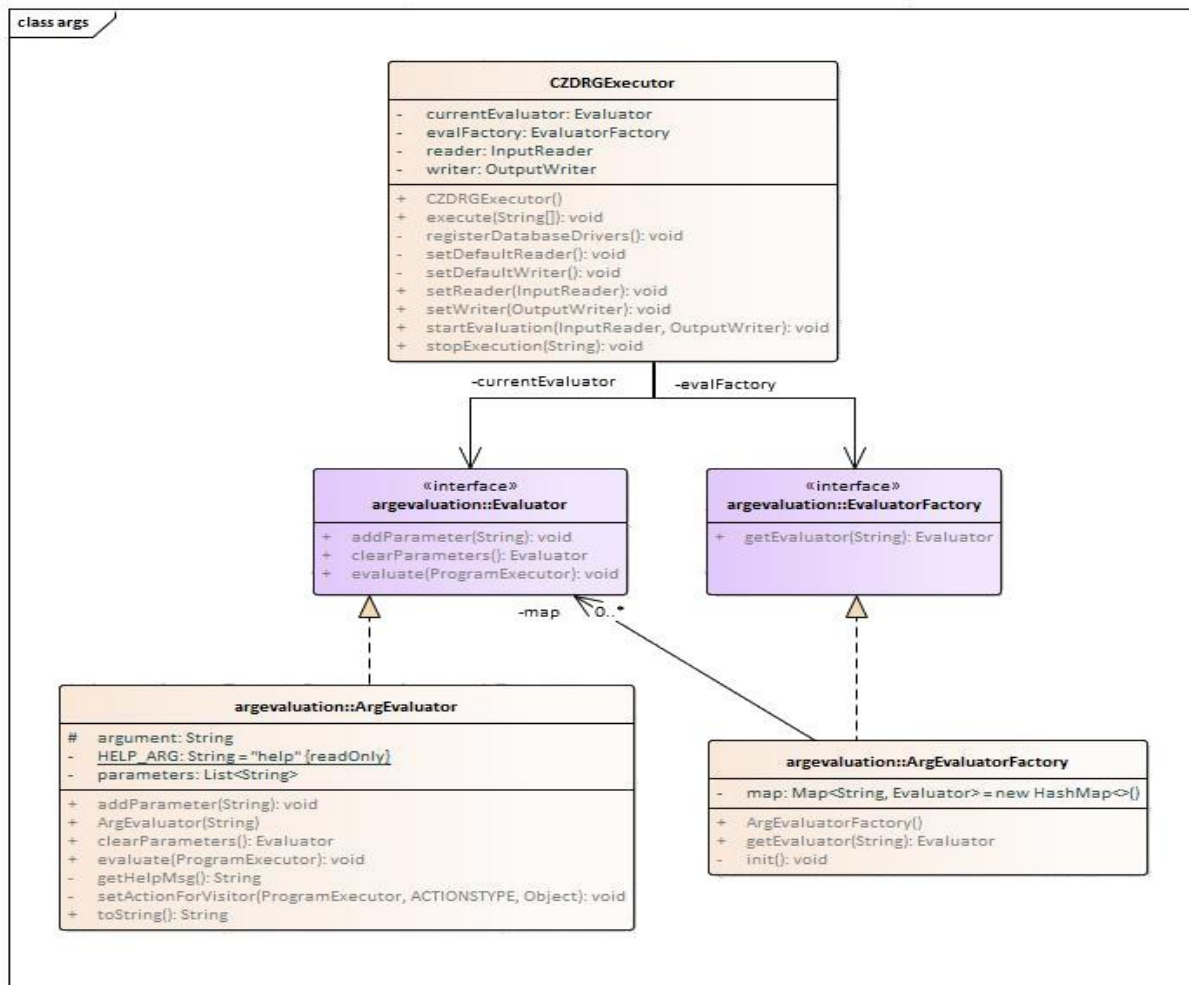 class args
CZDRGExecutor
- currentEvaluator: Evaluator
- evalFactory: EvaluatorFactory
- reader: InputReader
- writer: OutputWriter
+ CZDRGExecutor()
+ execute(String[]): void
- registerDatabaseDrivers(): void
- setDefaultReader(): void
- setDefaultWriter(): void
+ setReader(InputReader): void
+ setWriter(OutputWriter): void
+ startEvaluation(InputReader, OutputWriter): void
+ stopExecution(String): void
-currentEvaluator
-evalFactory
«interface»
argevaluation::Evaluator
+ addParameter(String): void
+ clearParameters(): Evaluator
+ evaluate(ProgramExecutor): void
«interface»
argevaluation::EvaluatorFactory
+ getEvaluator(String): Evaluator
-map 0..*
argevaluation::ArgEvaluator
# argument: String
- HELP_ARG: String = "help" {readOnly}
- parameters: List<String>
+ addParameter(String): void
+ ArgEvaluator(String)
+ clearParameters(): Evaluator
+ evaluate(ProgramExecutor): void
- getHelpMsg(): String
- setActionForVisitor(ProgramExecutor, ACTIONSTYPE, Object): void
+ toString(): String
argevaluation::ArgEvaluatorFactory
- map: Map<String, Evaluator> = new HashMap<>()
+ ArgEvaluatorFactory()
+ getEvaluator(String): Evaluator
- init(): void